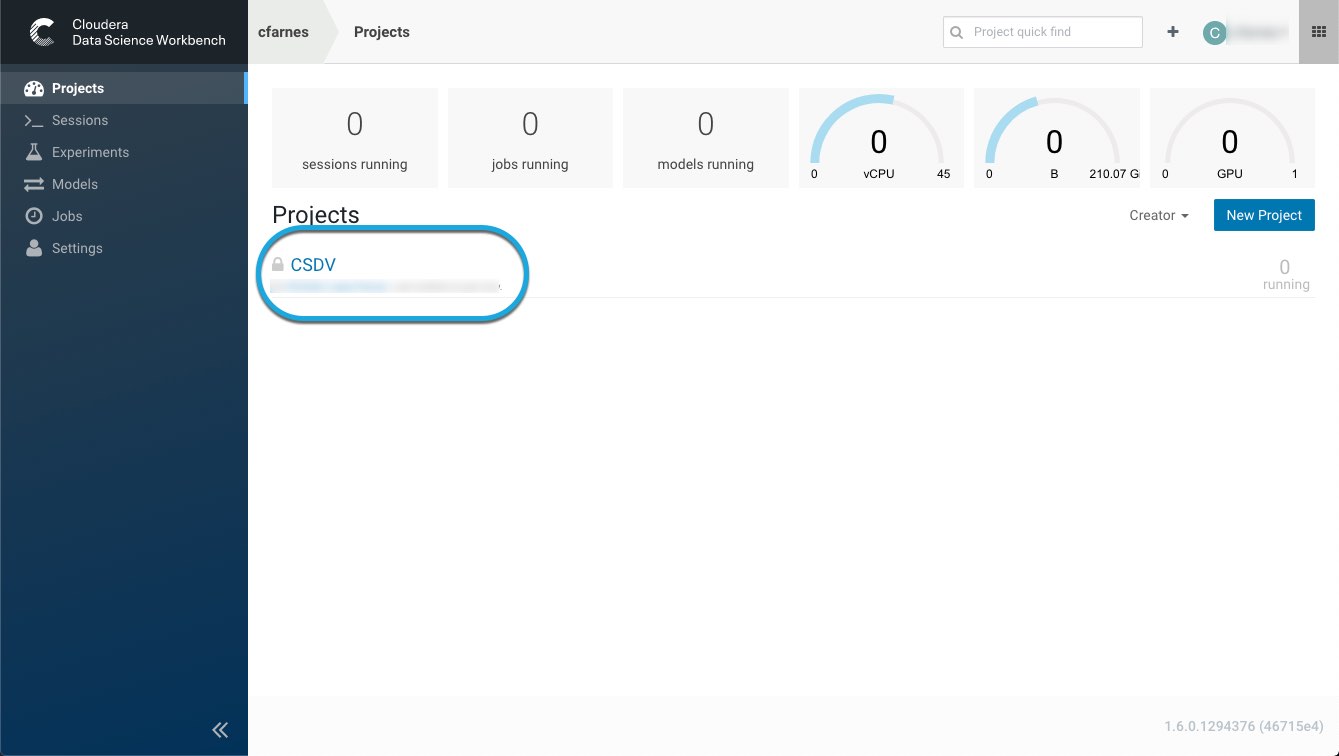 Cloudera
Data Science Workbench
cfarnes
Projects
Project quick find
C
Projects
Sessions
Experiments
Models
Jobs
Settings
0
sessions running
0
jobs running
0
models running
0
0 vCPU 45
0
0 B 210.07 G
0
0 GPU 1
Projects
Creator
New Project
CSDV
0
running
1.6.0.1294376 (46715e4)